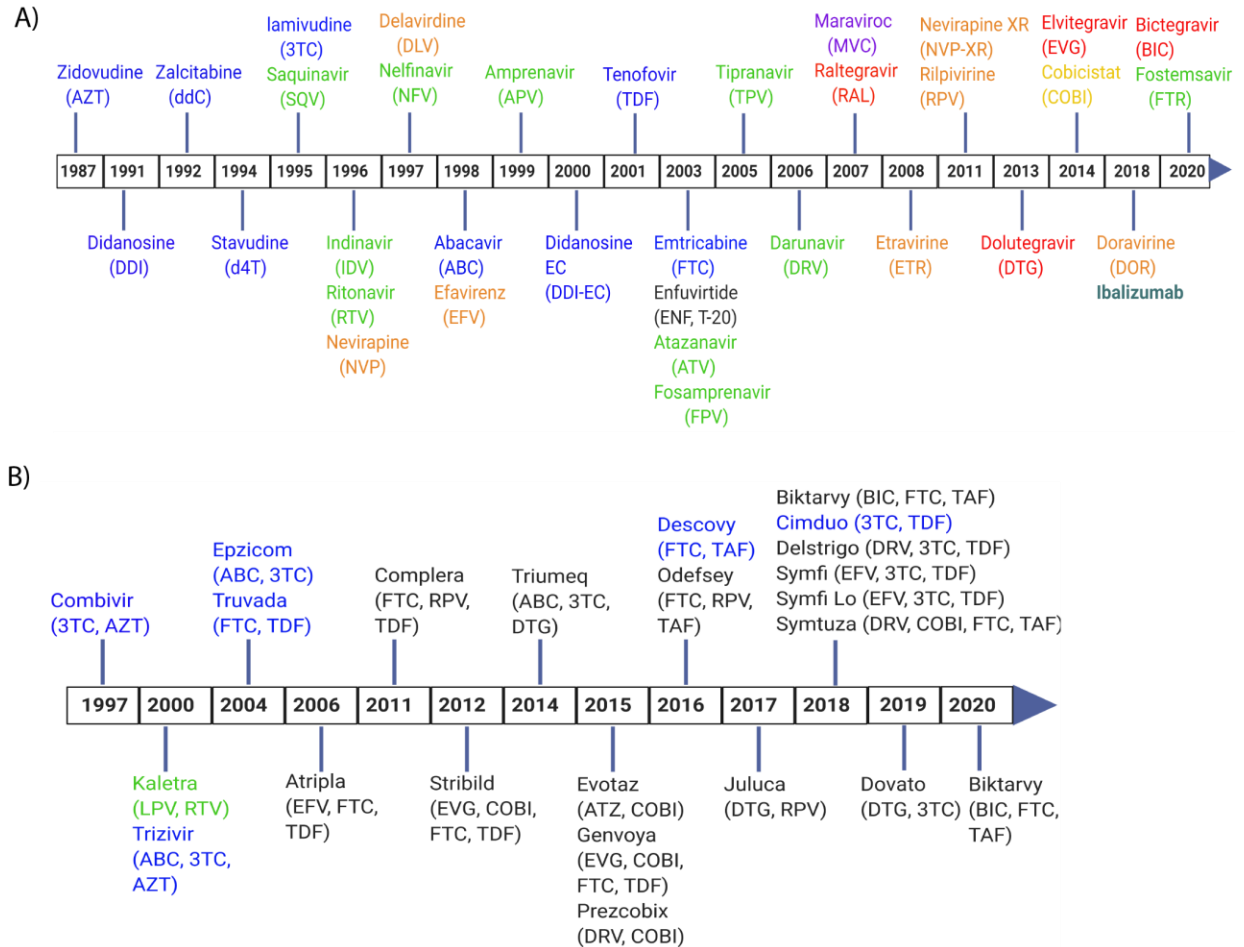 A)
Zidovudine
(AZT)
Zalcitabine
(ddC)
lamivudine
(3TC)
Saquinavir
(SQV)
Delavirdine
(DLV)
Nelfinavir
(NFV)
Amprenavir
(APV)
Tenofovir
(TDF)
Tipranavir
(TPV)
Maraviroc
(MVC)
Raltegravir
(RAL)
Nevirapine XR
(NVP-XR)
Rilpivirine
(RPV)
Elvitegravir
(EVG)
Cobicistat
(COBI)
Bictegravir
(BIC)
Fostemsavir
(FTR)
1987 1991 1992 1994 1995 1996 1997 1998 1999 2000 2001 2003 2005 2006 2007 2008 2011 2013 2014 2018 2020
Didanosine
(DDI)
Stavudine
(d4T)
Indinavir
(IDV)
Ritonavir
(RTV)
Nevirapine
(NVP)
Abacavir
(ABC)
Efavirenz
(EFV)
Didanosine
EC
(DDI-EC)
Emtricabine
(FTC)
Enfuvirtide
(ENF, T-20)
Atazanavir
(ATV)
Fosamprenavir
(FPV)
Darunavir
(DRV)
Etravirine
(ETR)
Dolutegravir
(DTG)
Doravirine
(DOR)
Ibalizumab
B)
Combivir
(3TC, AZT)
Epzicom
(ABC, 3TC)
Truvada
(FTC, TDF)
Complera
(FTC, RPV,
TDF)
Triumeq
(ABC, 3TC,
DTG)
Descovy
(FTC, TAF)
Odefsey
(FTC, RPV,
TAF)
Biktarvy (BIC, FTC, TAF)
Cimduo (3TC, TDF)
Delstrigo (DRV, 3TC, TDF)
Symfi (EFV, 3TC, TDF)
Symfi Lo (EFV, 3TC, TDF)
Symtuza (DRV, COBI, FTC, TAF)
1997 2000 2004 2006 2011 2012 2014 2015 2016 2017 2018 2019 2020
Kaletra
(LPV, RTV)
Trizivir
(ABC, 3TC,
AZT)
Atripla
(EFV, FTC,
TDF)
Stribild
(EVG, COBI,
FTC, TDF)
Evotaz
(ATZ, COBI)
Genvoya
(EVG, COBI,
FTC, TDF)
Prezcobix
(DRV, COBI)
Juluca
(DTG, RPV)
Dovato
(DTG, 3TC)
Biktarvy
(BIC, FTC,
TAF)